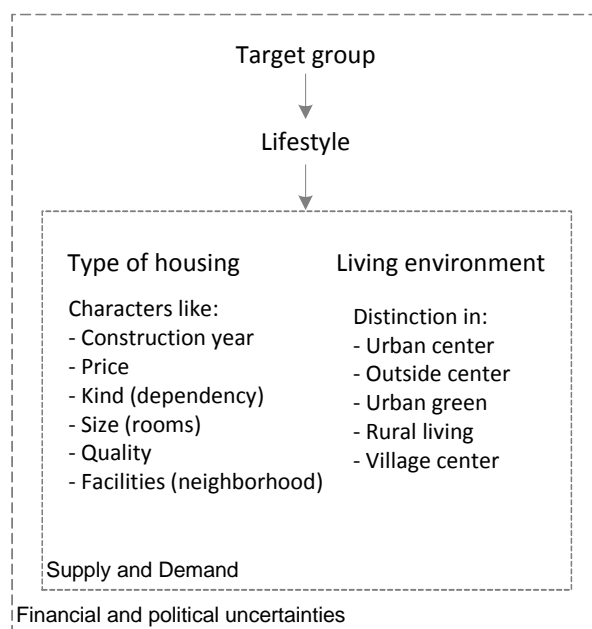 Target group
Lifestyle
Type of housing
Characters like:
- Construction year
- Price
- Kind (dependency)
- Size (rooms)
- Quality
- Facilities (neighborhood)
Living environment
Distinction in:
- Urban center
- Outside center
- Urban green
- Rural living
- Village center
Supply and Demand
Financial and political uncertainties